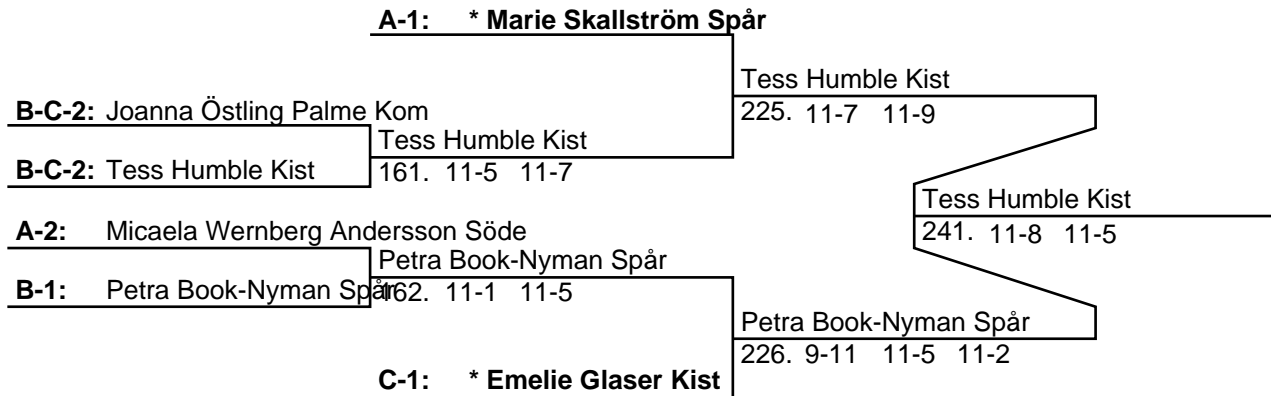 A-1: * Marie Skallström Spår
Tess Humble Kist
225. 11-7 11-9
B-C-2: Joanna Östling Palme Kom
Tess Humble Kist
161. 11-5 11-7
B-C-2: Tess Humble Kist
Tess Humble Kist
241. 11-8 11-5
A-2: Micaela Wernberg Andersson Söde
Petra Book-Nyman Spår
162. 11-1 11-5
B-1: Petra Book-Nyman Spår
Petra Book-Nyman Spår
226. 9-11 11-5 11-2
C-1: * Emelie Glaser Kist